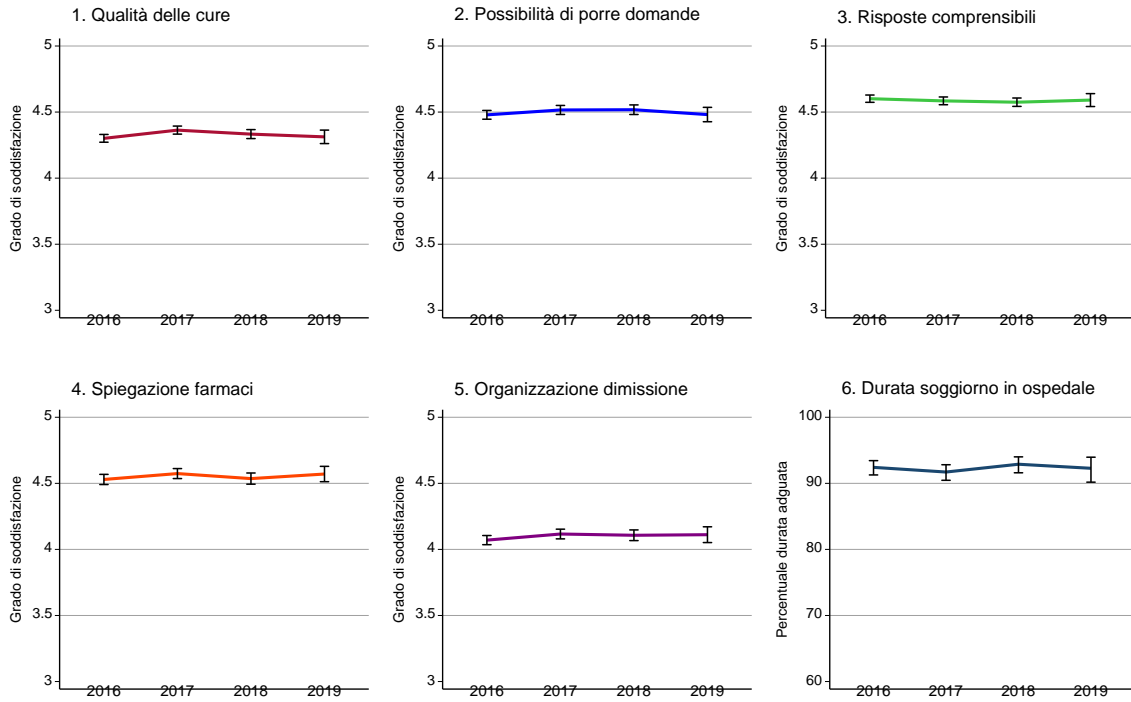 1. Qualità delle cure
Grado di soddisfazione
5
4.5
4
3.5
3
2016 2017 2018 2019
2. Possibilità di porre domande
Grado di soddisfazione
5
4.5
4
3.5
3
2016 2017 2018 2019
3. Risposte comprensibili
Grado di soddisfazione
5
4.5
4
3.5
3
2016 2017 2018 2019
4. Spiegazione farmaci
Grado di soddisfazione
5
4.5
4
3.5
3
2016 2017 2018 2019
5. Organizzazione dimissione
Grado di soddisfazione
5
4.5
4
3.5
3
2016 2017 2018 2019
6. Durata soggiorno in ospedale
Percentuale durata adguata
100
90
80
70
60
2016 2017 2018 2019